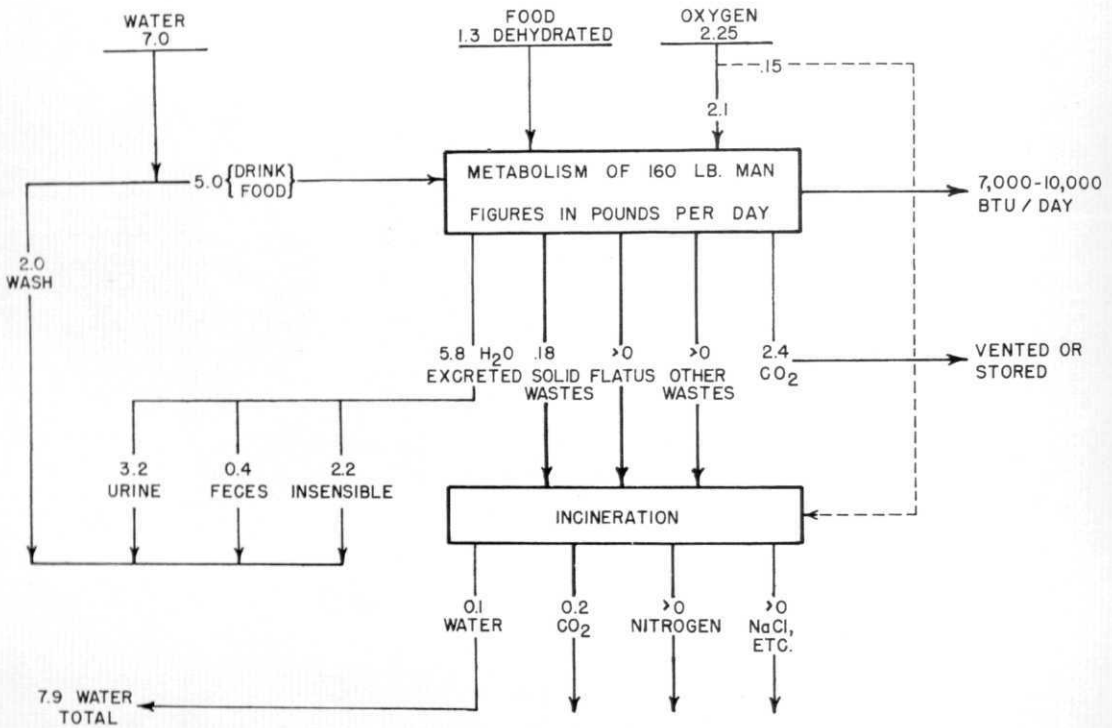 WATER
7.0
FOOD
1.3 DEHYDRATED
OXYGEN
2.25
.15
2.1
5.0 {DRINK FOOD}
METABOLISM OF 160 LB. MAN
FIGURES IN POUNDS PER DAY
7,000-10,000
BTU / DAY
2.0
WASH
5.8 H₂O
EXCRETED
.18
SOLID
WASTES
>0
FLATUS
>0
OTHER
WASTES
2.4
CO₂
VENTED OR
STORED
3.2
URINE
0.4
FECES
2.2
INSENSIBLE
INCINERATION
0.1
WATER
0.2
CO₂
>0
NITROGEN
>0
NaCl,
ETC.
7.9 WATER
TOTAL